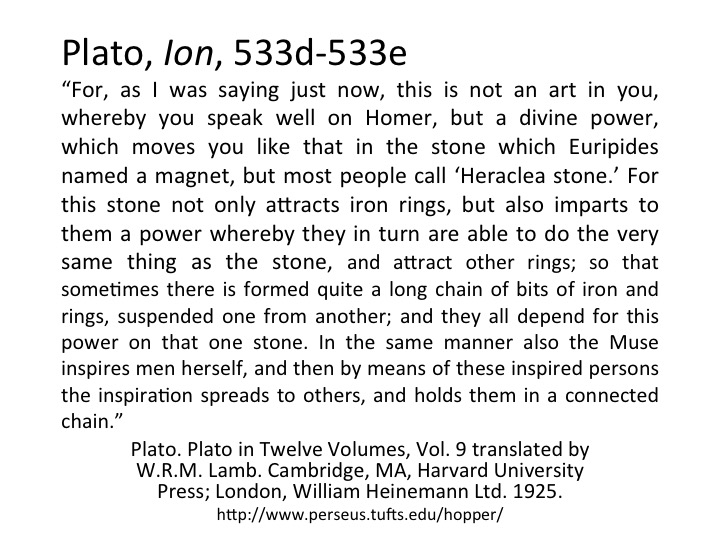 Plato, Ion, 533d-533e
“For, as I was saying just now, this is not an art in you,
whereby you speak well on Homer, but a divine power,
which moves you like that in the stone which Euripides
named a magnet, but most people call ‘Heraclea stone.’ For
this stone not only attracts iron rings, but also imparts to
them a power whereby they in turn are able to do the very
same thing as the stone, and attract other rings; so that
sometimes there is formed quite a long chain of bits of iron and
rings, suspended one from another; and they all depend for this
power on that one stone. In the same manner also the Muse
inspires men herself, and then by means of these inspired persons
the inspiration spreads to others, and holds them in a connected
chain.”
Plato. Plato in Twelve Volumes, Vol. 9 translated by
W.R.M. Lamb. Cambridge, MA, Harvard University
Press; London, William Heinemann Ltd. 1925.
http://www.perseus.tufts.edu/hopper/